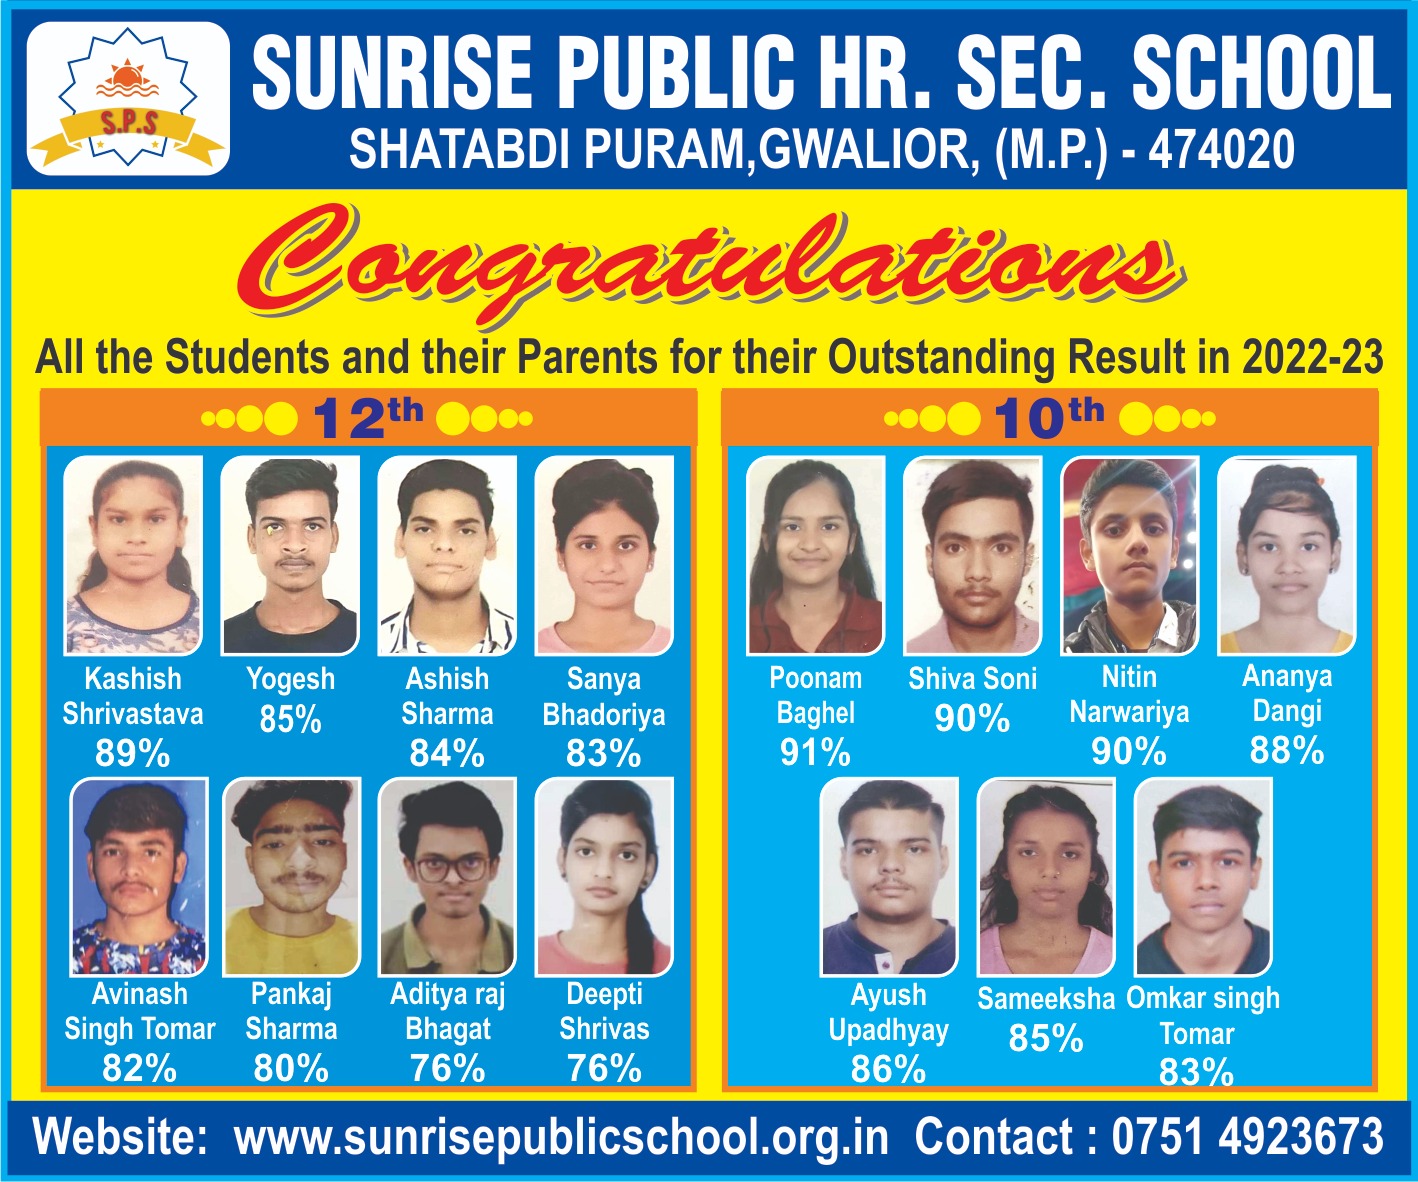 S.P.S
SUNRISE PUBLIC HR. SEC. SCHOOL
SHATABDI PURAM,GWALIOR, (M.P.) - 474020
Congratulations
All the Students and their Parents for their Outstanding Result in 2022-23
12th
Kashish
Shrivastava
89%
Yogesh
85%
Ashish
Sharma
84%
Sanya
Bhadoriya
83%
Avinash
Singh Tomar
82%
Pankaj
Sharma
80%
Aditya raj
Bhagat
76%
Deepti
Shrivas
76%
10th
Poonam
Baghel
91%
Shiva Soni
90%
Nitin
Narwariya
90%
Ananya
Dangi
88%
Ayush
Upadhyay
86%
Sameeksha
85%
Omkar singh
Tomar
83%
Website: www.sunrisepublicschool.org.in Contact : 0751 4923673